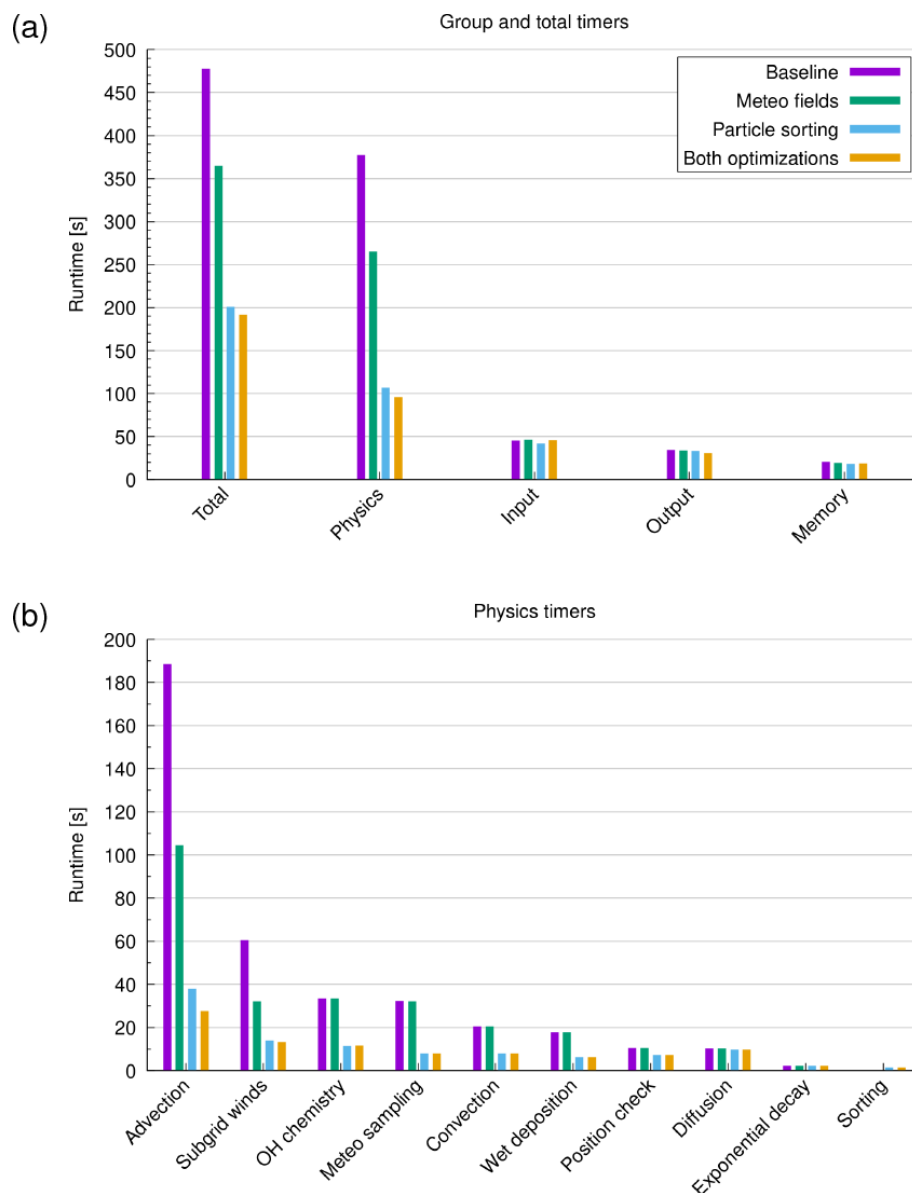 (a)
Group and total timers
500
450
400
350
300
250
200
150
100
50
0
Runtime [s]
Baseline
Meteo fields
Particle sorting
Both optimizations
Total
Physics
Input
Output
Memory
(b)
Physics timers
200
180
160
140
120
100
80
60
40
20
0
Runtime [s]
Advection
Subgrid winds
OH chemistry
Meteo sampling
Convection
Wet deposition
Position check
Diffusion
Exponential decay
Sorting